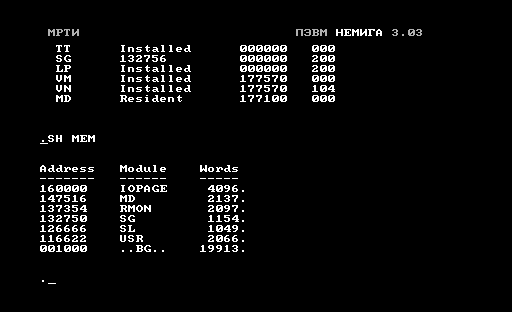 МРТИ ПЭВМ НЕМИГА 3.03
TT Installed 000000 000
SG 132756 000000 200
LP Installed 000000 200
VM Installed 177570 000
VN Installed 177570 104
MD Resident 177100 000
.SH MEM
Address Module Words
------- ------ -----
160000 IOPAGE 4096.
147516 MD 2137.
137354 RMON 2097.
132750 SG 1154.
126666 SL 1049.
116622 USR 2066.
001000 ..BG.. 19913.
._